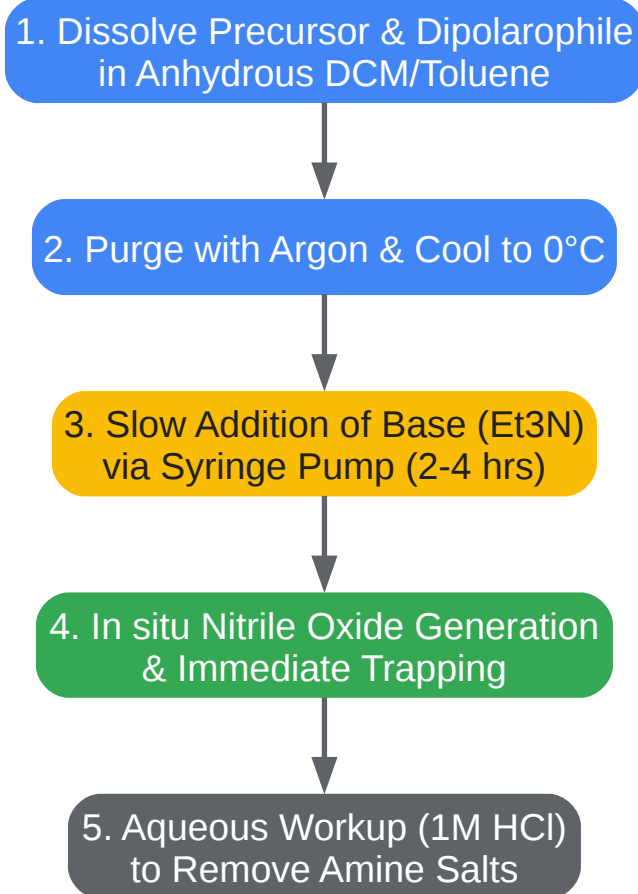 1. Dissolve Precursor & Dipolarophile
in Anhydrous DCM/Toluene
2. Purge with Argon & Cool to 0°C
3. Slow Addition of Base (Et3N)
via Syringe Pump (2-4 hrs)
4. In situ Nitrile Oxide Generation
& Immediate Trapping
5. Aqueous Workup (1M HCl)
to Remove Amine Salts